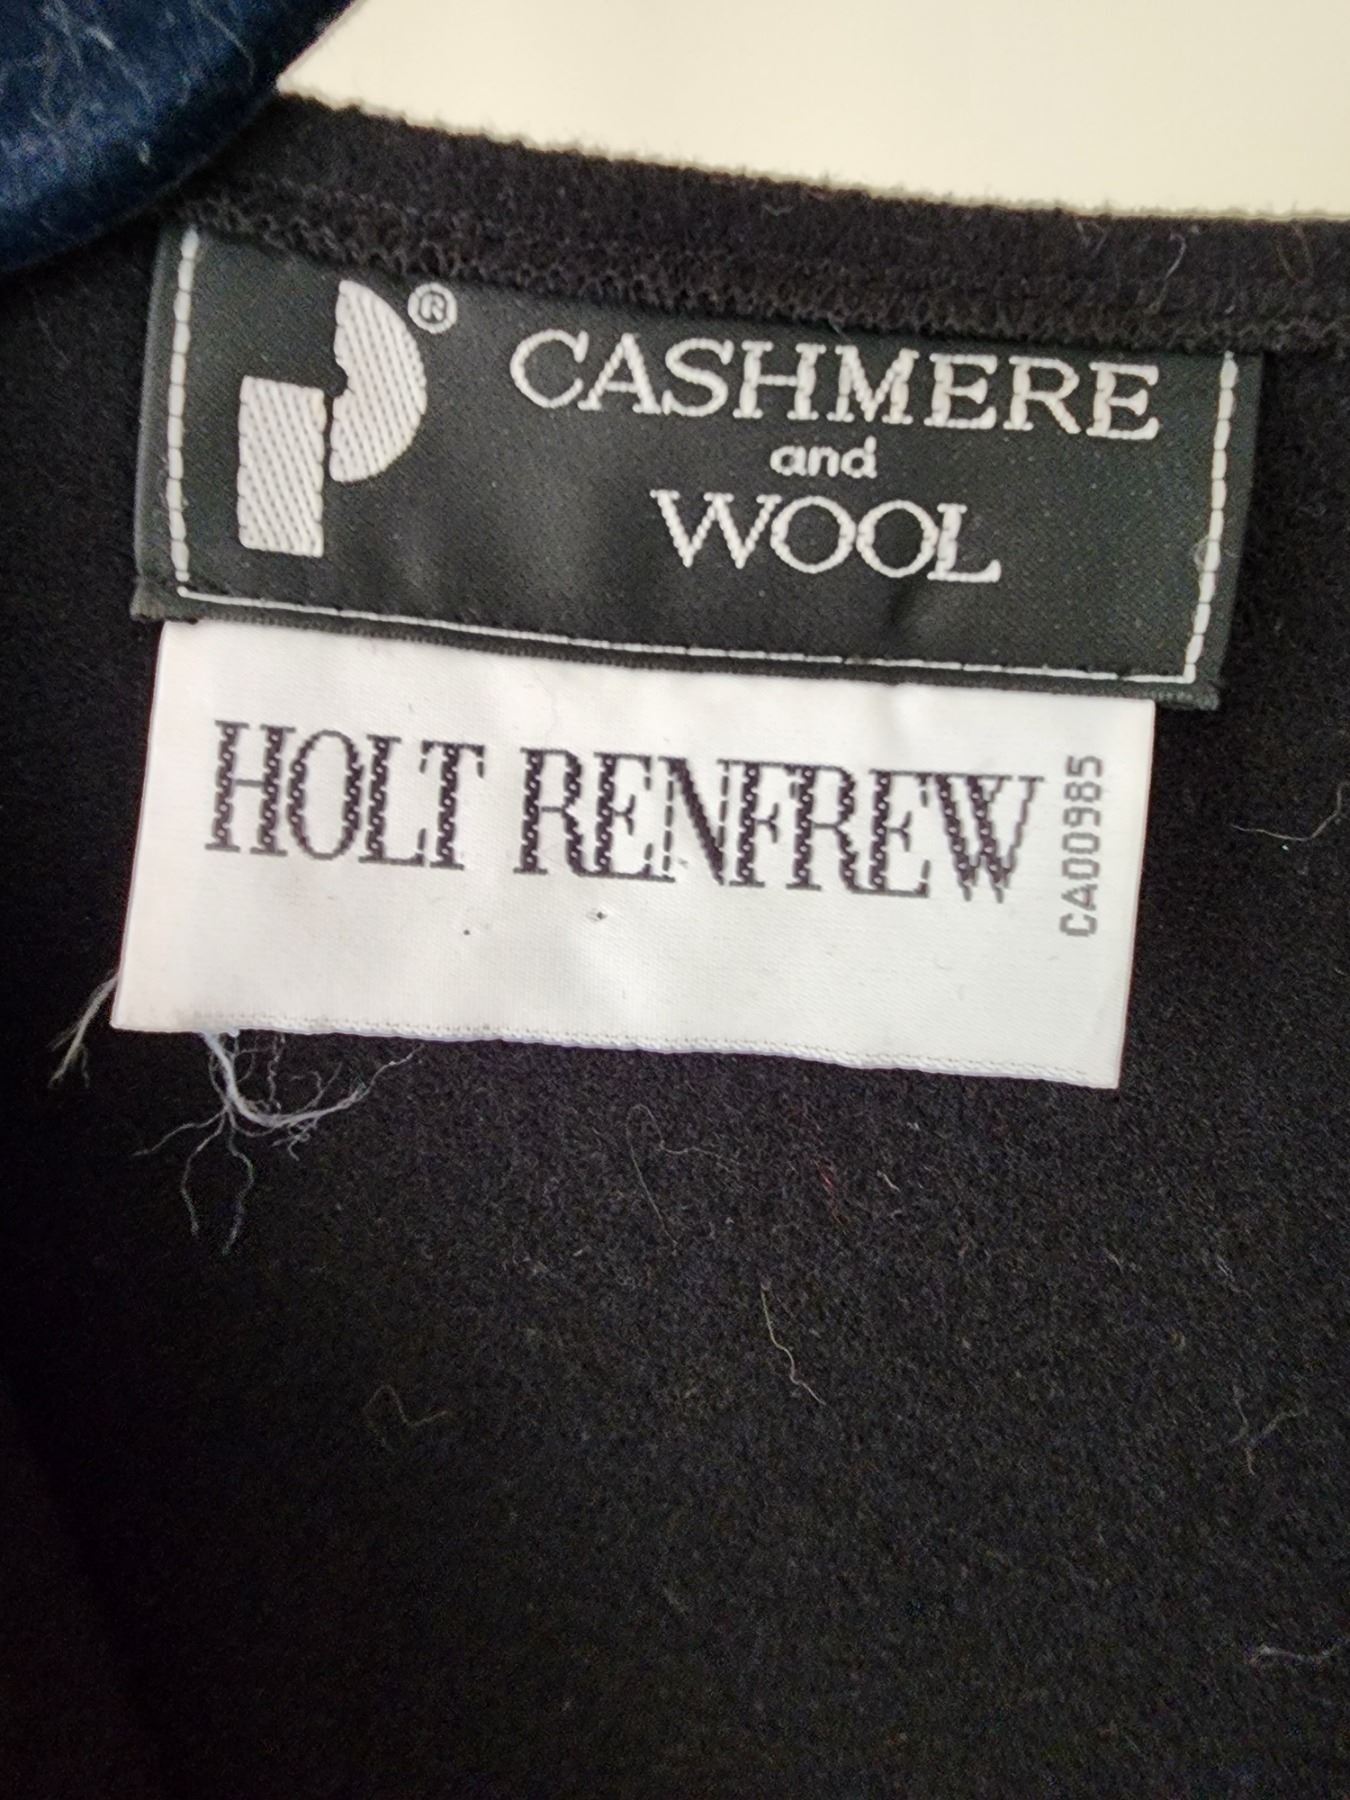 ®
CASHMERE
and
WOOL
HOLT RENFREW
CA00985